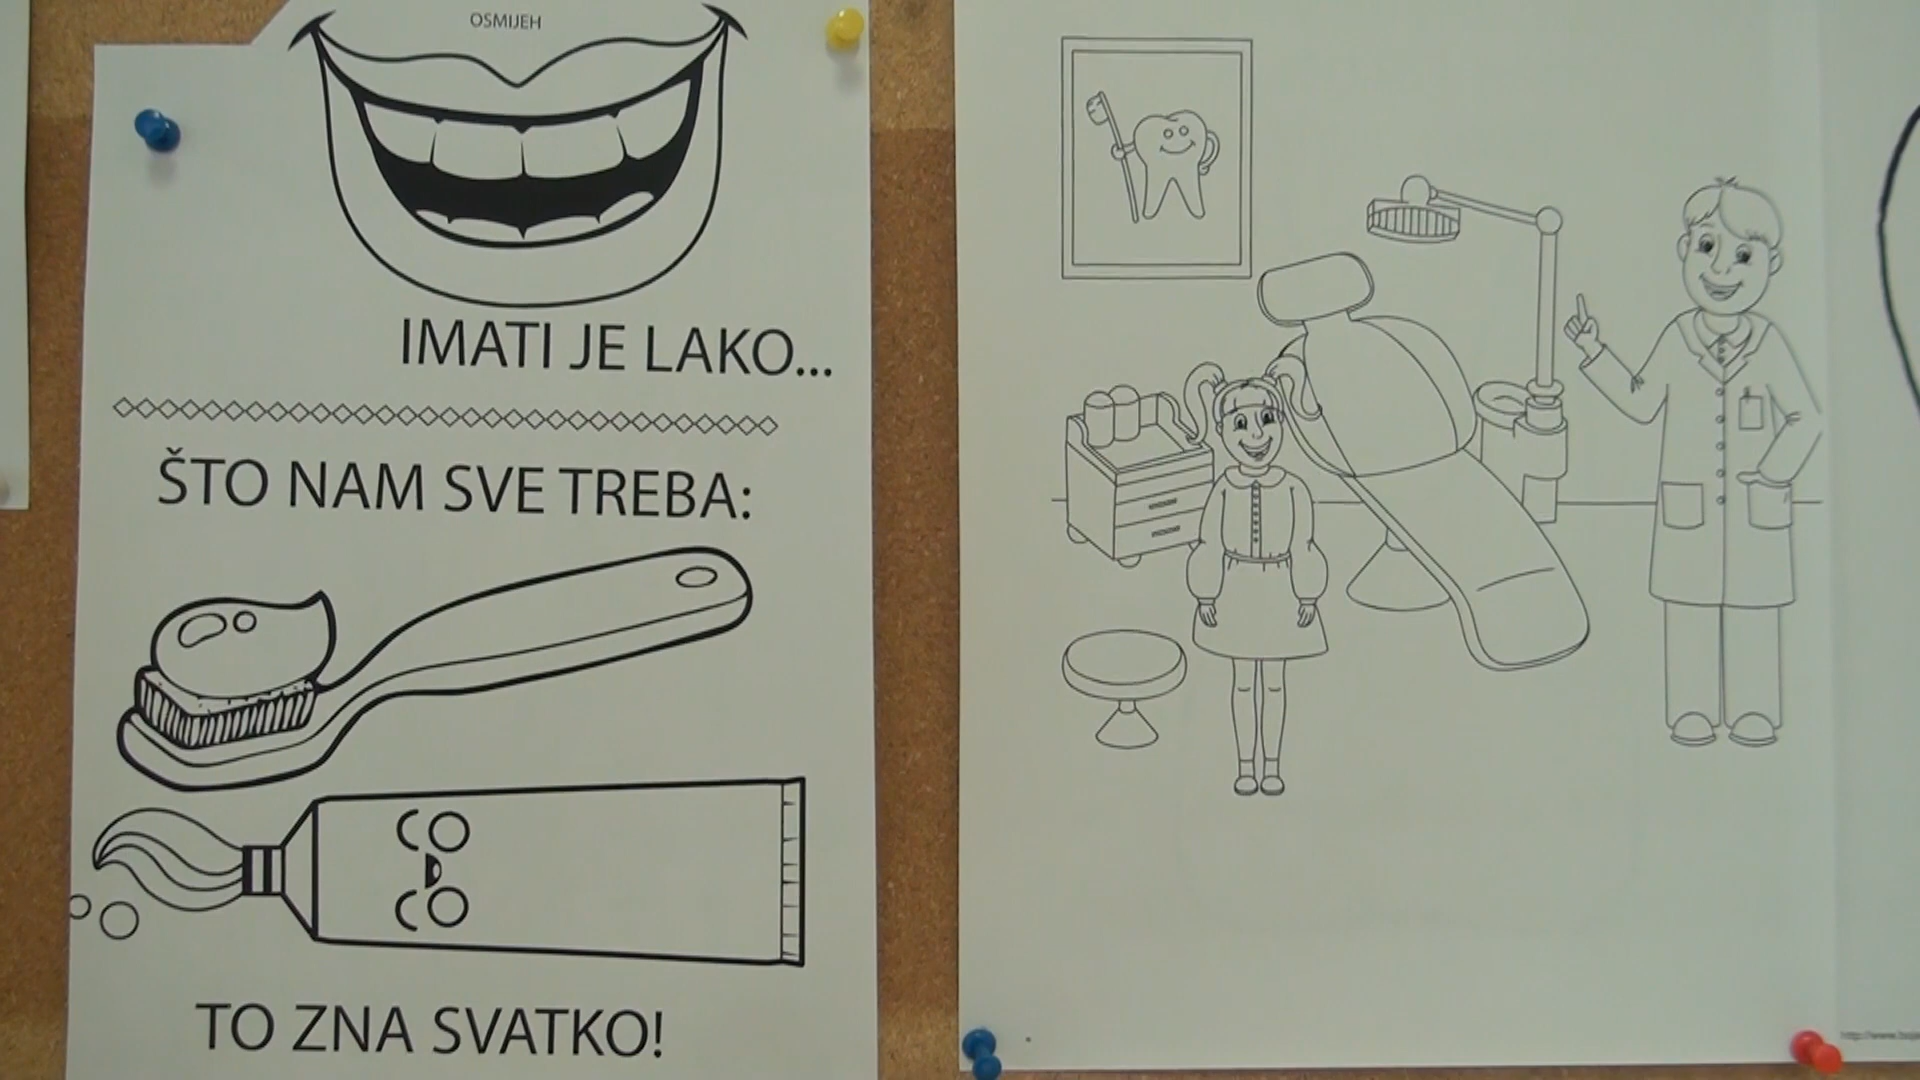 OSMIJEH
IMATI JE LAKO...
ŠTO NAM SVE TREBA:
TO ZNA SVATKO!